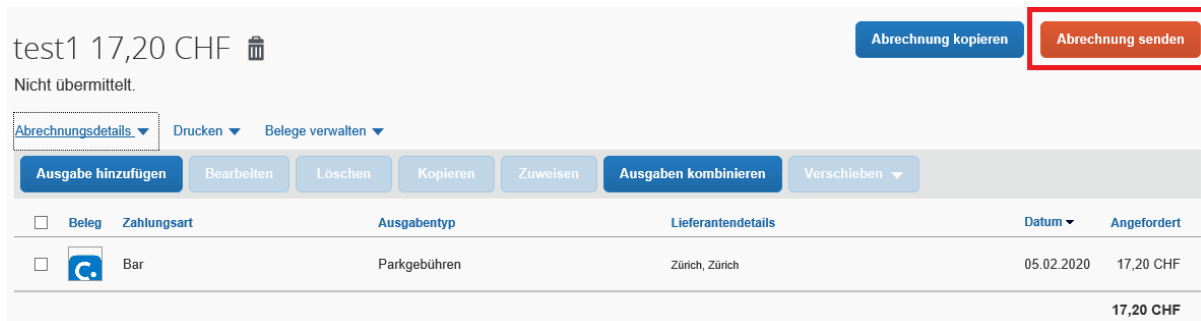 test1 17,20 CHF
Abrechnung kopieren
Abrechnung senden
Nicht übermittelt.
Abrechnungsdetails Drucken Belege verwalten
Ausgabe hinzufügen Bearbeiten Löschen Kopieren Zuweisen Ausgaben kombinieren Verschieben
Beleg Zahlungsart Ausgabentyp Lieferantendetails Datum Angefordert
C. Bar Parkgebühren Zürich, Zürich 05.02.2020 17,20 CHF
17,20 CHF